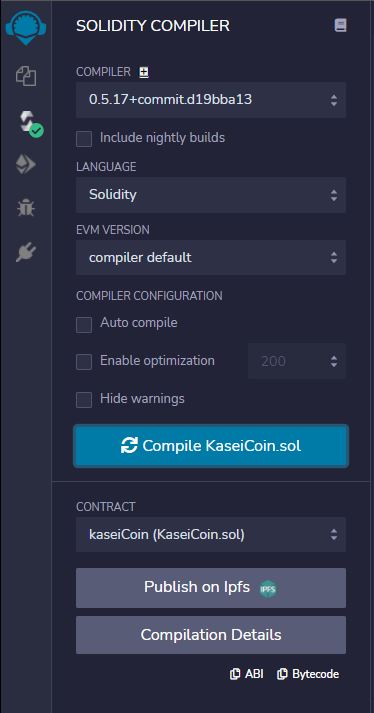 SOLIDITY COMPILER
COMPILER
0.5.17+commit.d19bba13
Include nightly builds
LANGUAGE
Solidity
EVM VERSION
compiler default
COMPILER CONFIGURATION
Auto compile
Enable optimization 200
Hide warnings
Compile KaseiCoin.sol
CONTRACT
kaseiCoin (KaseiCoin.sol)
Publish on Ipfs IPFS
Compilation Details
ABI Bytecode